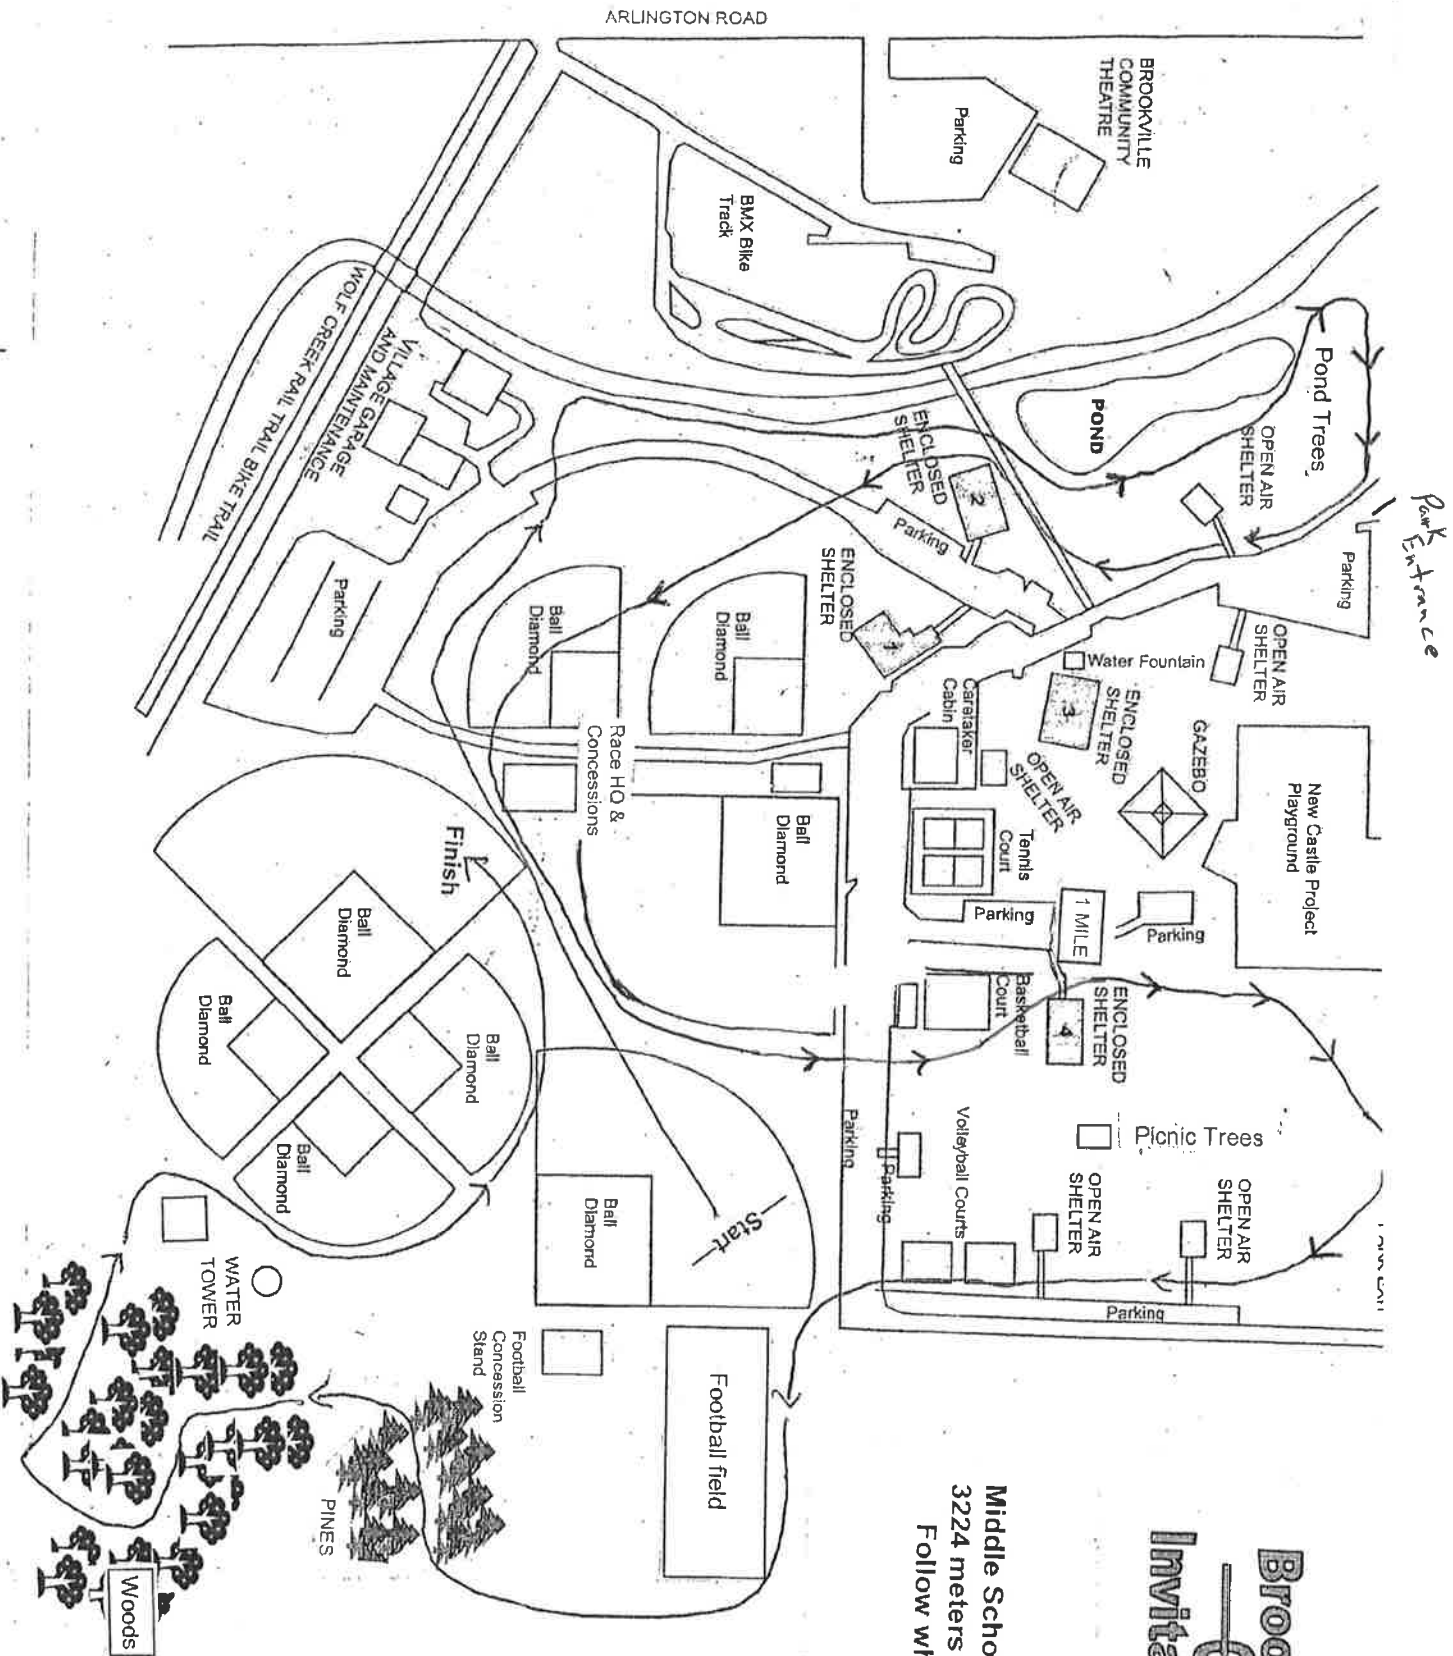 ARLINGTON ROAD
BROOKVILLE
COMMUNITY
THEATRE
Parking
BMX Bike
Track
Park
Entrance
Pond Trees
POND
OPEN AIR
SHELTER
Parking
ENCLOSED
SHELTER
2
Parking
WOLF CREEK RAIL TRAIL BIKE TRAIL
VILLAGE GARAGE
AND MAINTENANCE
Parking
ENCLOSED
SHELTER
1
Ball
Diamond
Ball
Diamond
OPEN AIR
SHELTER
Water Fountain
ENCLOSED
SHELTER
3
GAZEBO
New Castle Project
Playground
Caretaker
Cabin
OPEN AIR
SHELTER
Race HQ &
Concessions
Ball
Diamond
Tennis
Court
Parking
1 MILE
Parking
Finish
Ball
Diamond
Ball
Diamond
Ball
Diamond
Ball
Diamond
Basketball
Court
ENCLOSED
SHELTER
4
Picnic Trees
Parking
Parking
Volleyball Courts
OPEN AIR
SHELTER
OPEN AIR
SHELTER
Parking
Start
Ball
Diamond
WATER
TOWER
Football
Concession
Stand
Football field
PINES
Woods
Middle Scho
3224 meters
Follow wh
Broo
Invita